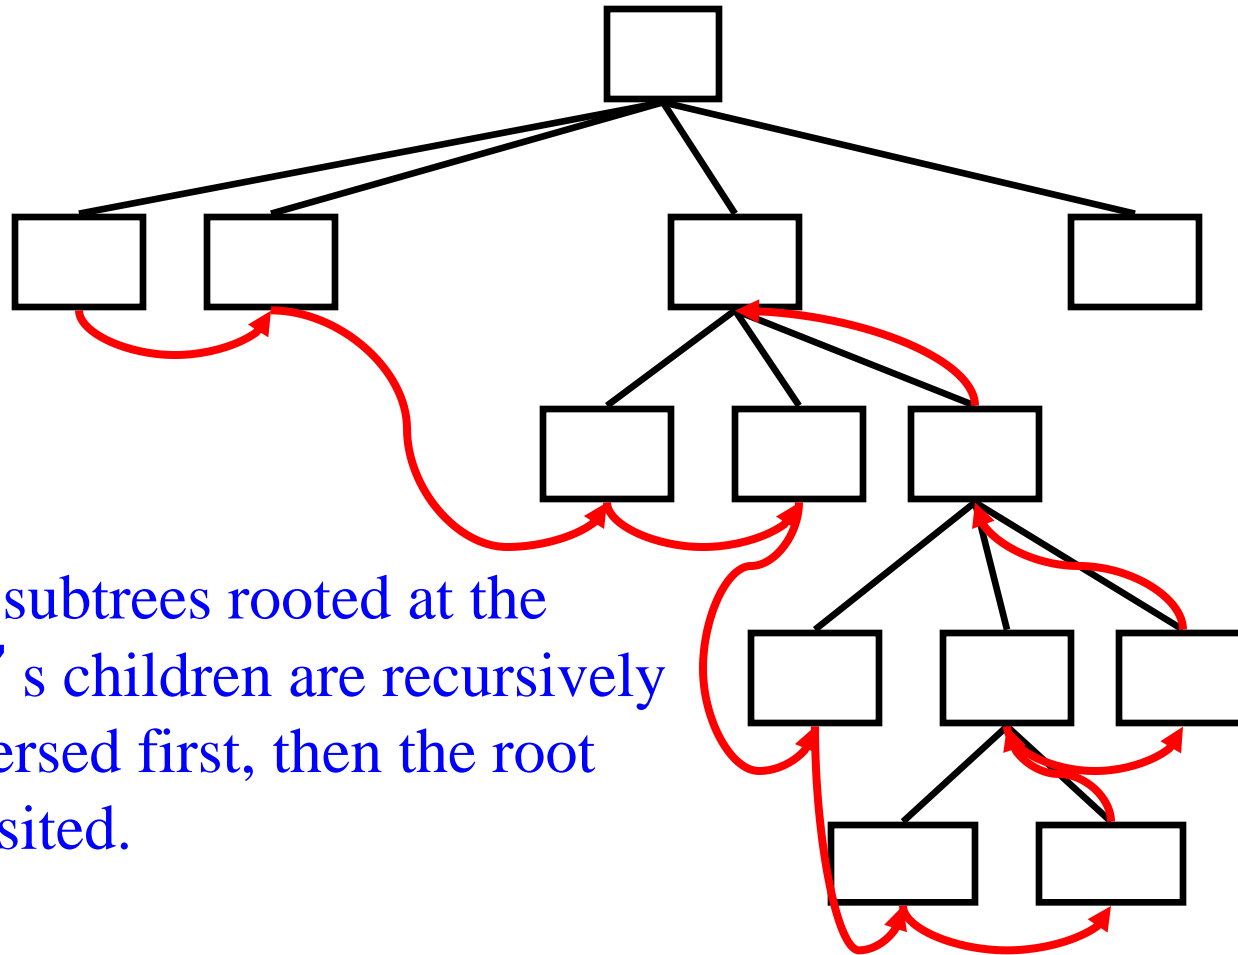 subtrees rooted at the
’s children are recursively
ersed first, then the root
sited.